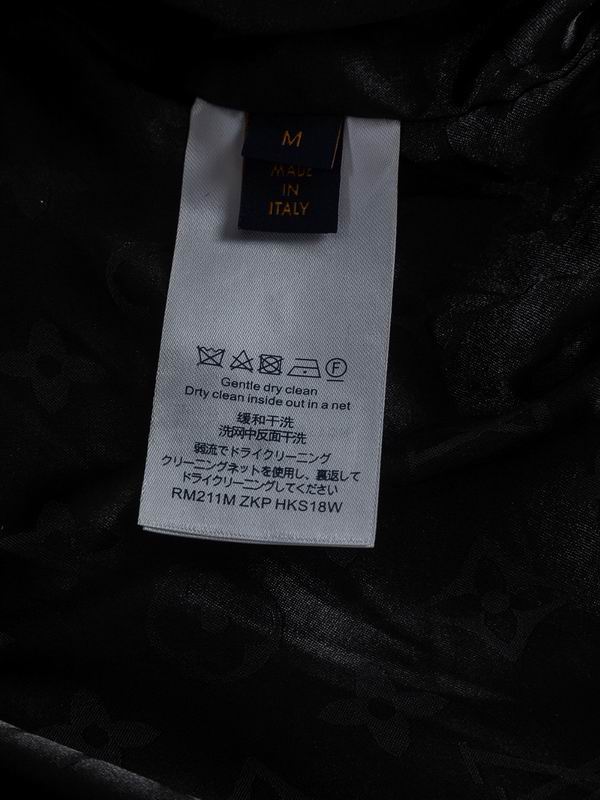 M
MADE
IN
ITALY
F
Gentle dry clean
Drty clean inside out in a net
缓和干洗
洗网中反面干洗
弱流でドライクリーニング
クリーニングネットを使用し、裏返して
ドライクリーニングしてください
RM211M ZKP HKS18W